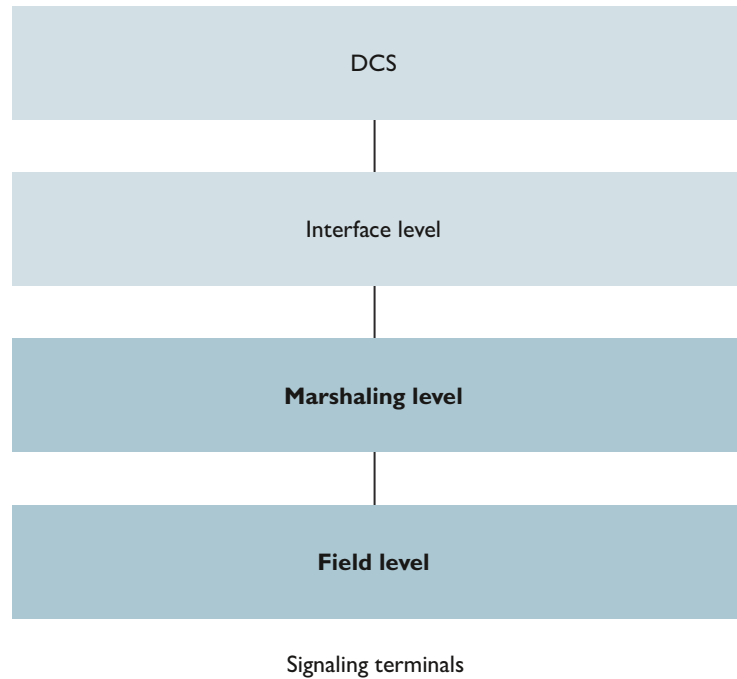 DCS
Interface level
Marshaling level
Field level
Signaling terminals